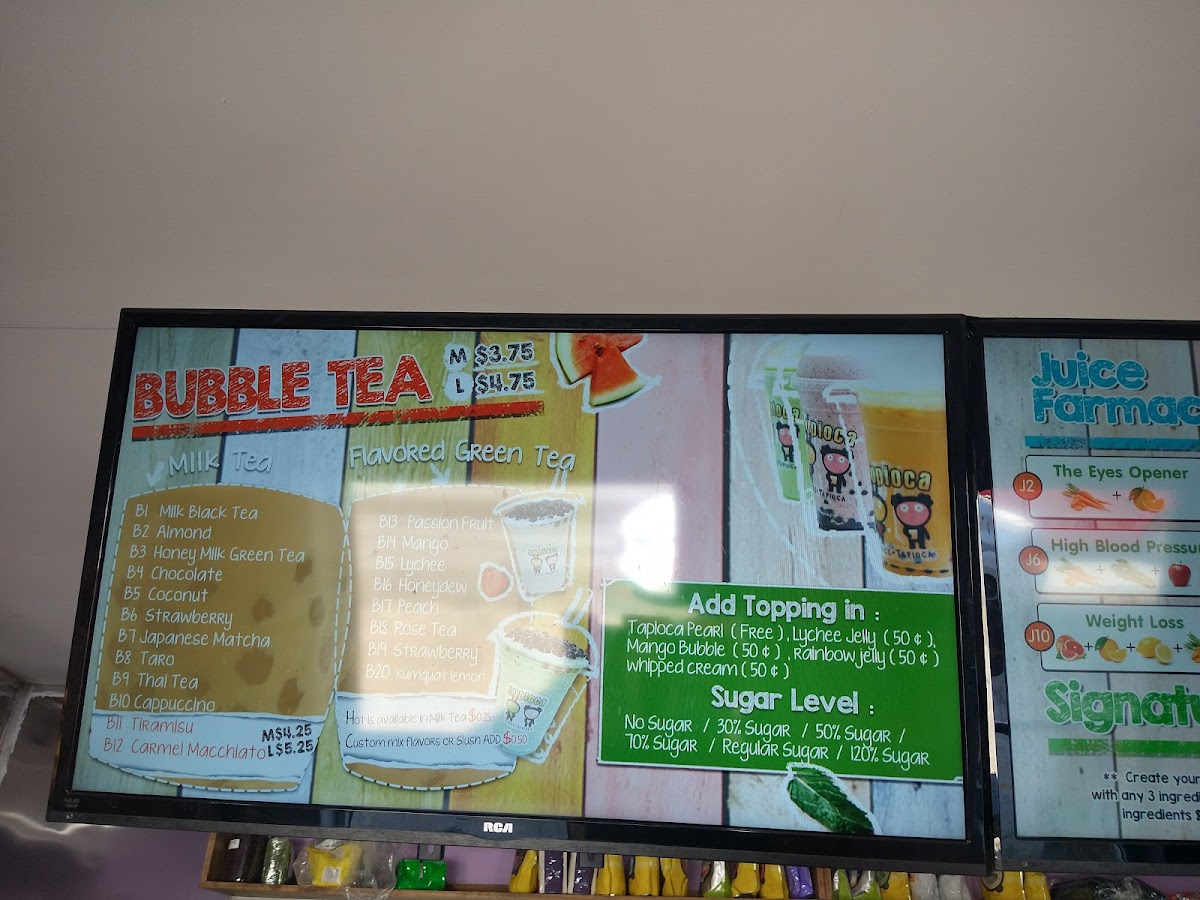 BUBBLE TEA
M $3.75
L $4.75
Milk Tea
B1 Milk Black Tea
B2 Almond
B3 Honey Milk Green Tea
B4 Chocolate
B5 Coconut
B6 Strawberry
B7 Japanese Matcha
B8 Taro
B9 Thai Tea
B10 Cappuccino
B11 Tiramisu
B12 Carmel Macchiato
M$4.25
L$5.25
Flavored Green Tea
B13 Passion Fruit
B14 Mango
B15 Lychee
B16 Honeydew
B17 Peach
B18 Rose Tea
B19 Strawberry
B20 Kumquat lemon
Hot is available in Milk Tea $0.25
Custom mix flavors or Slush ADD $0.50
Add Topping in :
Tapioca Pearl ( Free ) , Lychee Jelly ( 50 ¢ ),
Mango Bubble ( 50 ¢ ) , Rainbow jelly ( 50 ¢ )
whipped cream ( 50 ¢ )
Sugar Level :
No Sugar / 30% Sugar / 50% Sugar /
70% Sugar / Regular Sugar / 120% Sugar
RCA
Juice
Farmac
J2
The Eyes Opener
J6
High Blood Pressu
J10
Weight Loss
Signat
** Create your
with any 3 ingredi
ingredients $